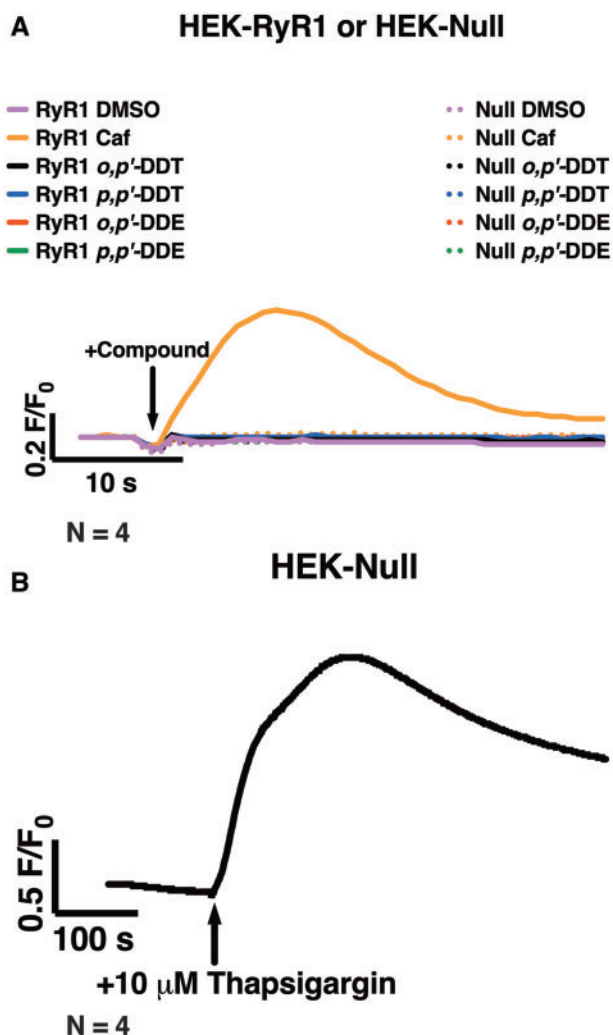 A
HEK-RyR1 or HEK-Null
RyR1 DMSO
RyR1 Caf
RyR1 o,p'-DDT
RyR1 p,p'-DDT
RyR1 o,p'-DDE
RyR1 p,p'-DDE
Null DMSO
Null Caf
Null o,p'-DDT
Null p,p'-DDT
Null o,p'-DDE
Null p,p'-DDE
+Compound
0.2 F/F0
10 s
N = 4
B
HEK-Null
0.5 F/F0
100 s
+10 μM Thapsigargin
N = 4